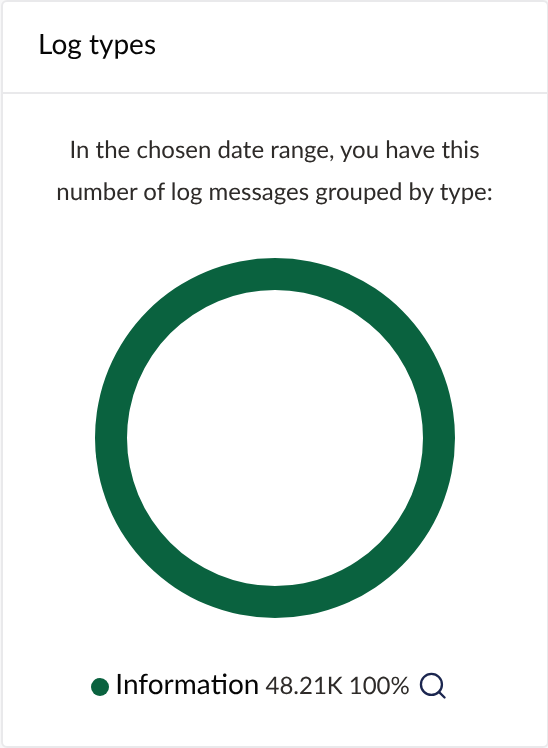 Log types
In the chosen date range, you have this
number of log messages grouped by type:
Information 48.21K 100%